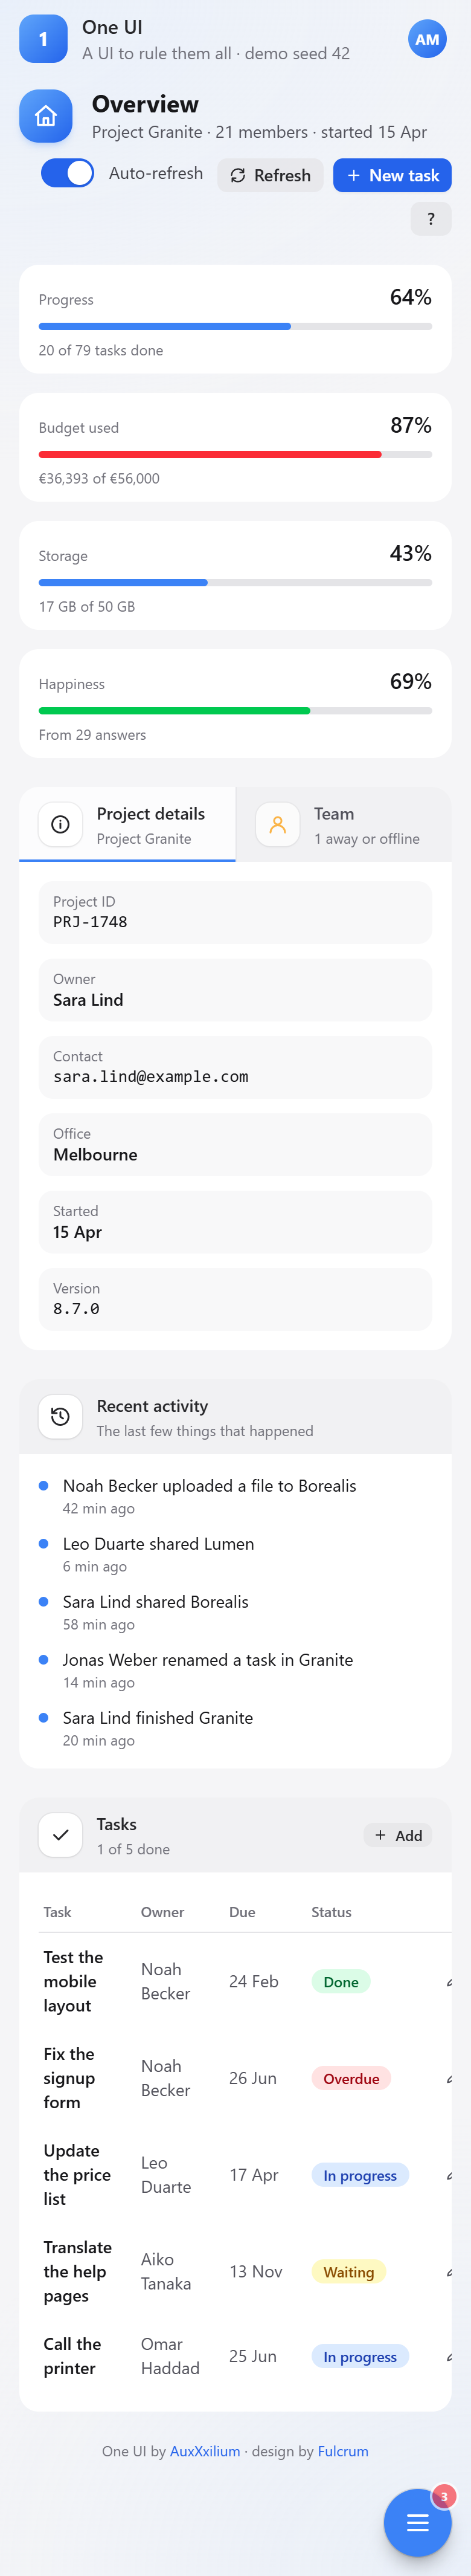 1
One UI
A UI to rule them all · demo seed 42
AM
Overview
Project Granite · 21 members · started 15 Apr
Auto-refresh
Refresh
+ New task
?
Progress
64%
20 of 79 tasks done
Budget used
87%
€36,393 of €56,000
Storage
43%
17 GB of 50 GB
Happiness
69%
From 29 answers
Project details
Project Granite
Team
1 away or offline
Project ID
PRJ-1748
Owner
Sara Lind
Contact
sara.lind@example.com
Office
Melbourne
Started
15 Apr
Version
8.7.0
Recent activity
The last few things that happened
Noah Becker uploaded a file to Borealis
42 min ago
Leo Duarte shared Lumen
6 min ago
Sara Lind shared Borealis
58 min ago
Jonas Weber renamed a task in Granite
14 min ago
Sara Lind finished Granite
20 min ago
Tasks
1 of 5 done
+ Add
Task Owner Due Status
Test the mobile layout
Noah Becker
24 Feb
Done
Fix the signup form
Noah Becker
26 Jun
Overdue
Update the price list
Leo Duarte
17 Apr
In progress
Translate the help pages
Aiko Tanaka
13 Nov
Waiting
Call the printer
Omar Haddad
25 Jun
In progress
One UI by AuxXxilium · design by Fulcrum
3